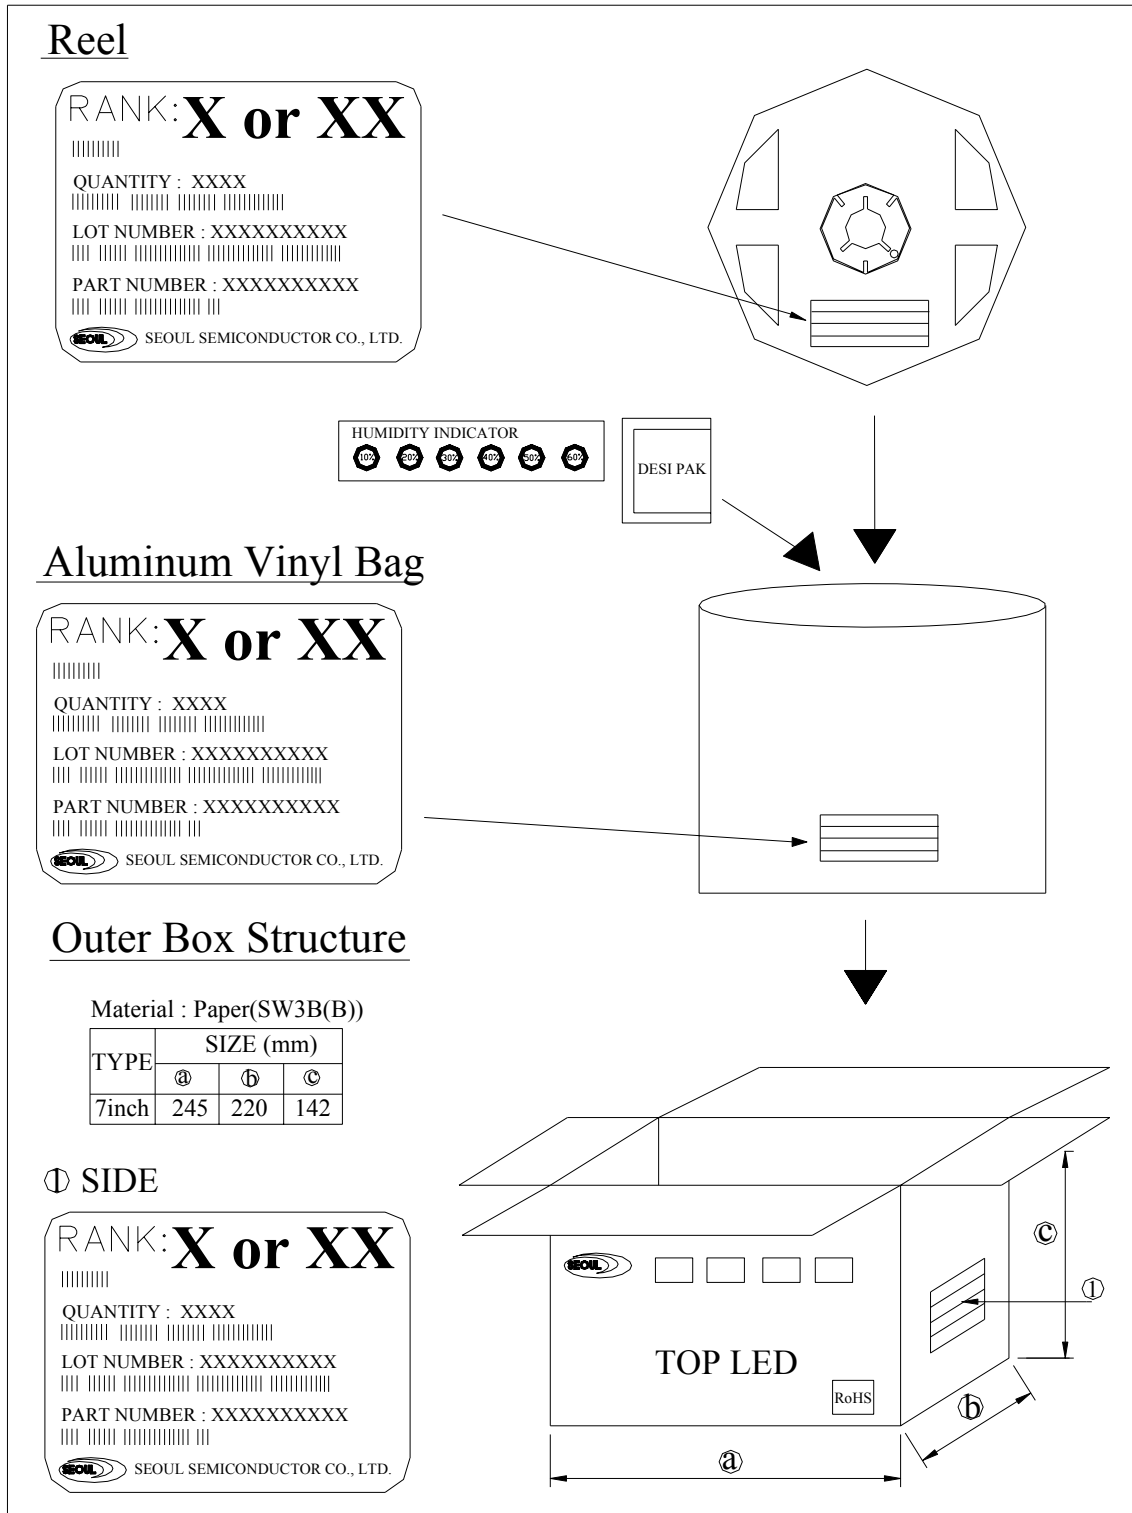 Reel
RANK: X or XX
QUANTITY : XXXX
LOT NUMBER : XXXXXXXXXX
PART NUMBER : XXXXXXXXXX
SEOUL SEMICONDUCTOR CO., LTD.
HUMIDITY INDICATOR
10% 20% 30% 40% 50% 60%
DESI PAK
Aluminum Vinyl Bag
RANK: X or XX
QUANTITY : XXXX
LOT NUMBER : XXXXXXXXXX
PART NUMBER : XXXXXXXXXX
SEOUL SEMICONDUCTOR CO., LTD.
Outer Box Structure
Material : Paper(SW3B(B))
TYPE SIZE (mm)
ⓐ ⓑ ⓒ
7inch 245 220 142
① SIDE
RANK: X or XX
QUANTITY : XXXX
LOT NUMBER : XXXXXXXXXX
PART NUMBER : XXXXXXXXXX
SEOUL SEMICONDUCTOR CO., LTD.
SEOUL
TOP LED
RoHS
ⓒ
①
ⓑ
ⓐ